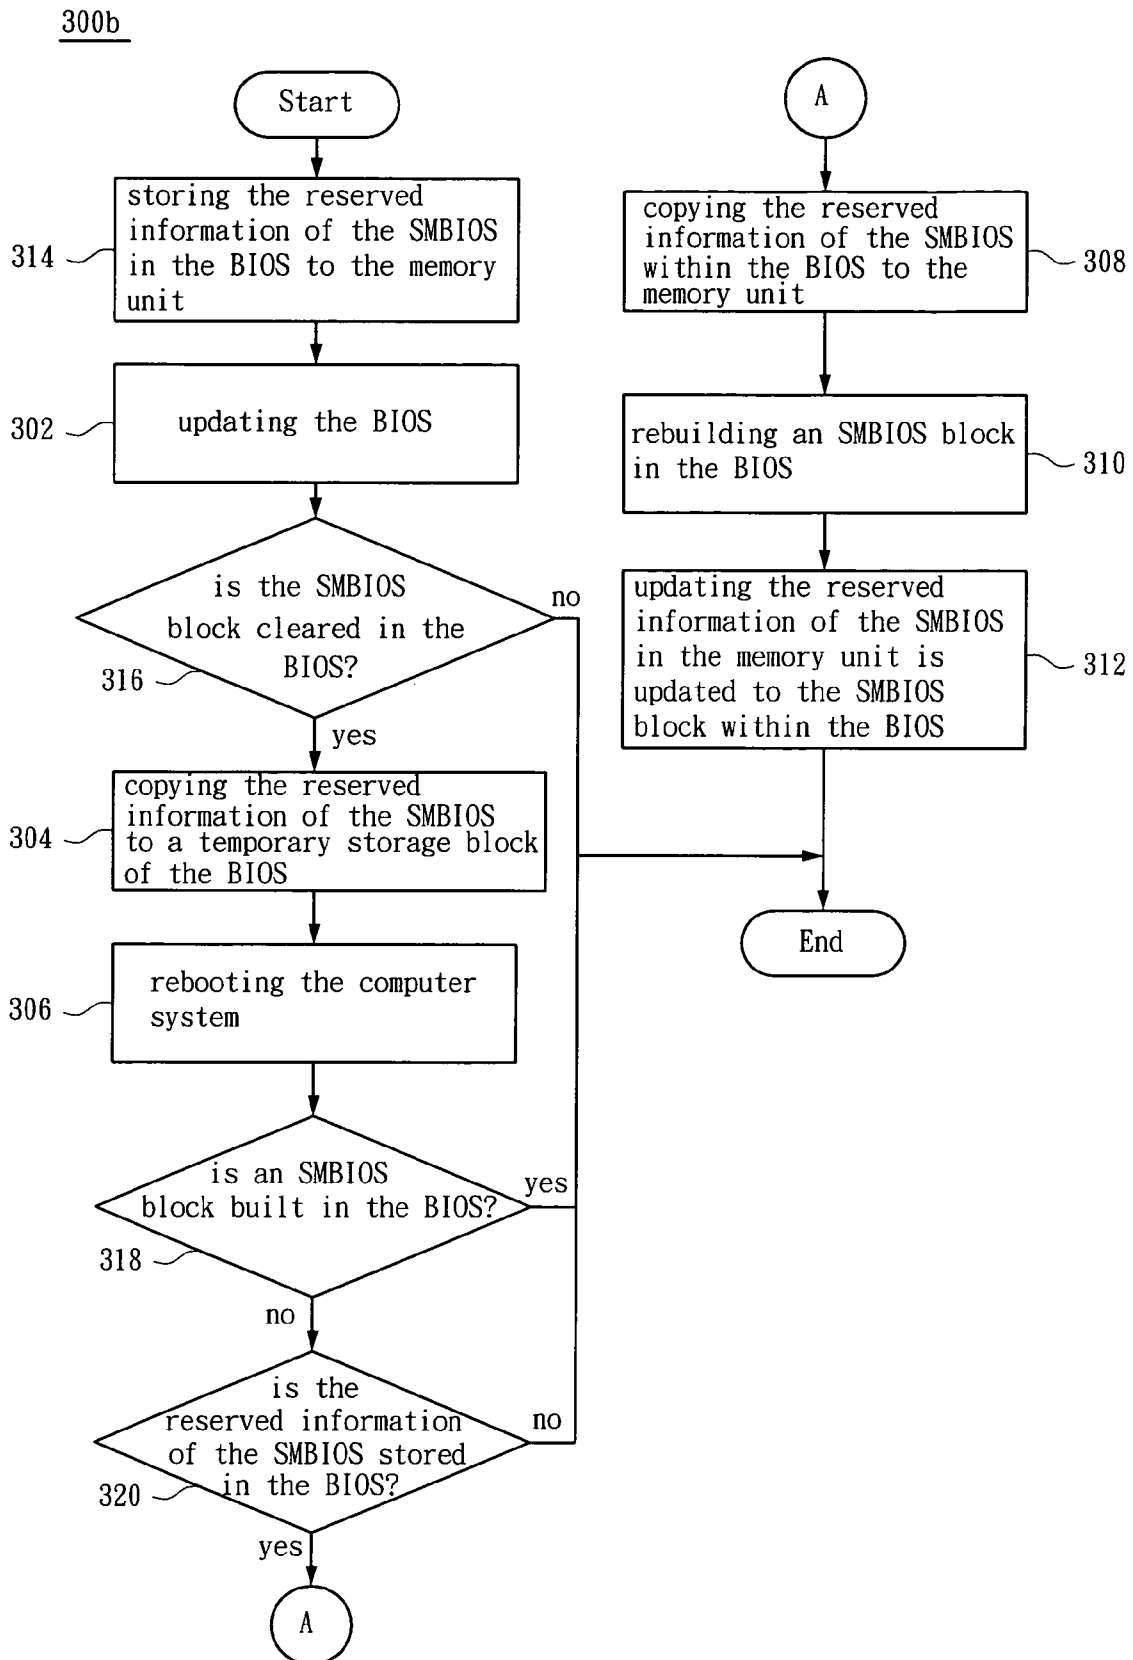 300b
Start
storing the reserved
information of the SMBIOS
in the BIOS to the memory
unit
314
updating the BIOS
302
is the SMBIOS
block cleared in the
BIOS?
316
no
yes
copying the reserved
information of the SMBIOS
to a temporary storage block
of the BIOS
304
rebooting the computer
system
306
is an SMBIOS
block built in the BIOS?
318
yes
no
is the
reserved information
of the SMBIOS stored
in the BIOS?
320
no
yes
A
A
copying the reserved
information of the SMBIOS
within the BIOS to the
memory unit
308
rebuilding an SMBIOS block
in the BIOS
310
updating the reserved
information of the SMBIOS
in the memory unit is
updated to the SMBIOS
block within the BIOS
312
End